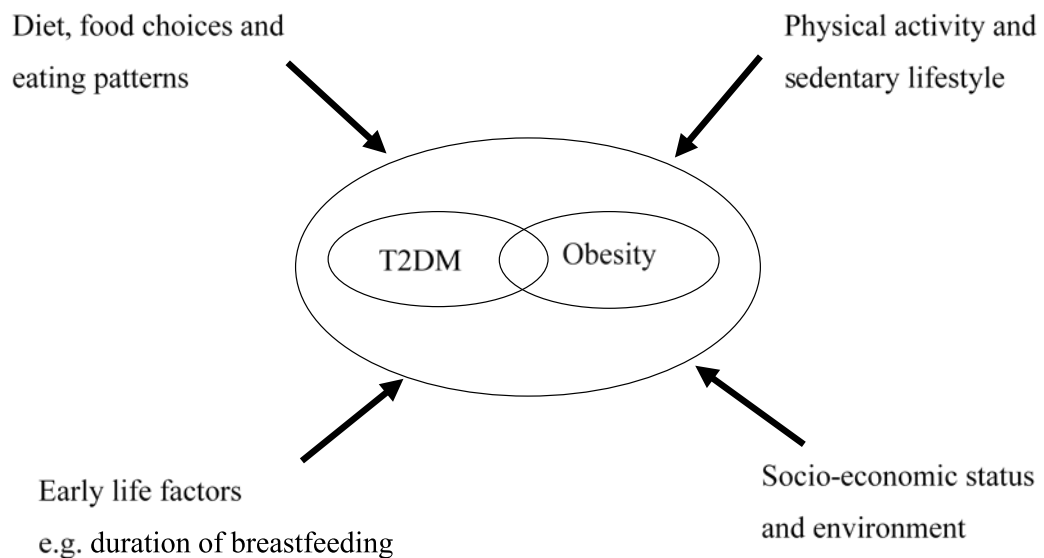 Diet, food choices and
eating patterns
Physical activity and
sedentary lifestyle
T2DM
Obesity
Early life factors
e.g. duration of breastfeeding
Socio-economic status
and environment